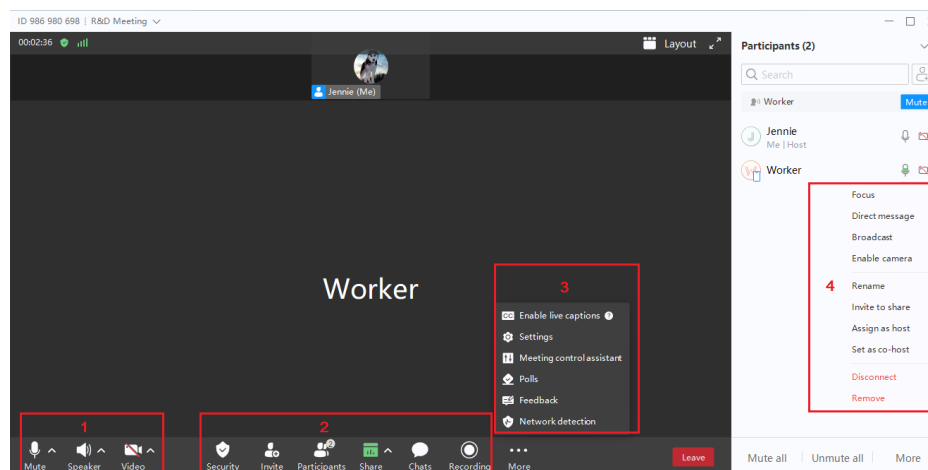 ID 986 980 698 | R&D Meeting
00:02:36
Layout
Jennie (Me)
Worker
1
2
3
CC Enable live captions ?
Settings
Meeting control assistant
Polls
Feedback
Network detection
Mute
Speaker
Video
Security
Invite
2
Participants
Share
Chats
Recording
More
Leave
Participants (2)
Search
Worker
Mute
J
Jennie
Me | Host
W
Worker
4
Focus
Direct message
Broadcast
Enable camera
Rename
Invite to share
Assign as host
Set as co-host
Disconnect
Remove
Mute all
Unmute all
More